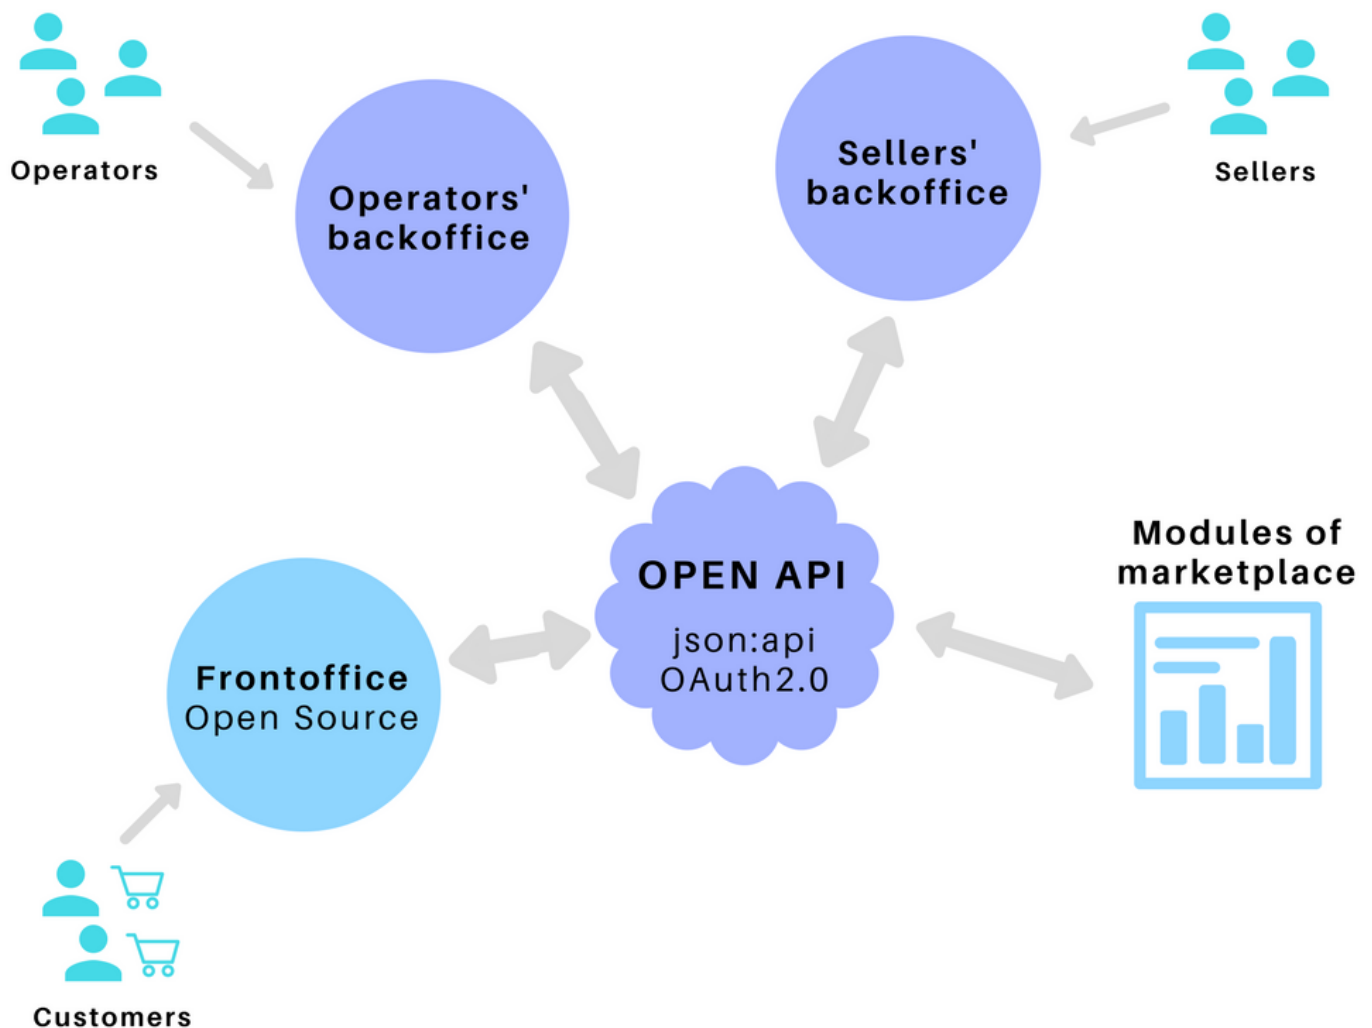 Operators
Operators'
backoffice
Sellers'
backoffice
Sellers
OPEN API
json:api
OAuth2.0
Modules of
marketplace
Frontoffice
Open Source
Customers